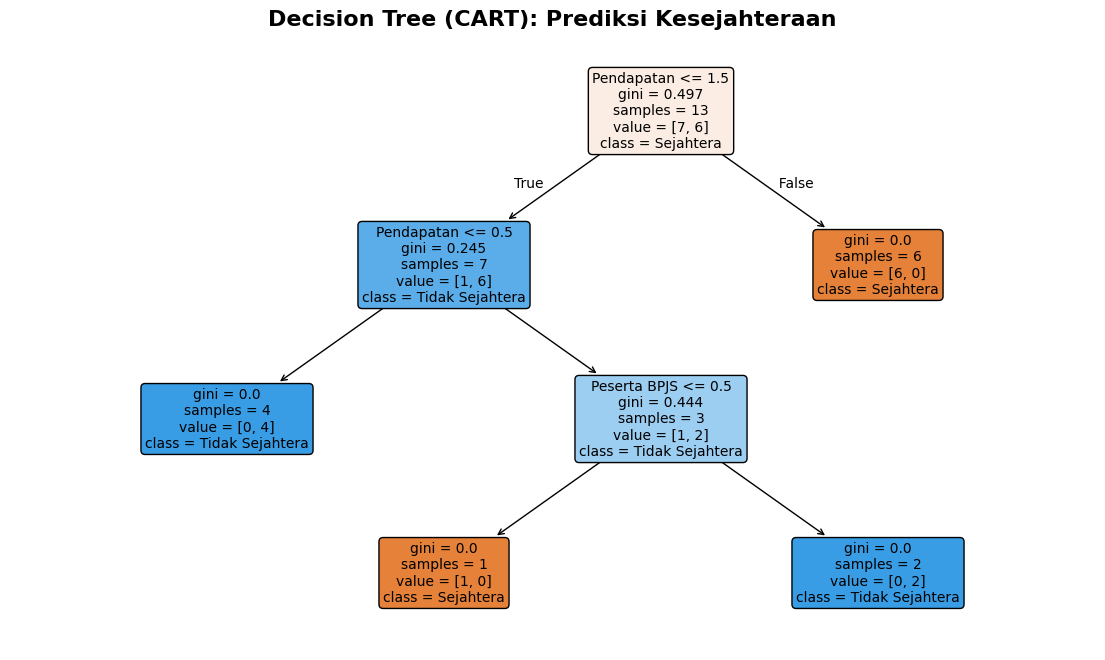 Decision Tree (CART): Prediksi Kesejahteraan
Pendapatan <= 1.5
gini = 0.497
samples = 13
value = [7, 6]
class = Sejahtera
True
False
Pendapatan <= 0.5
gini = 0.245
samples = 7
value = [1, 6]
class = Tidak Sejahtera
gini = 0.0
samples = 6
value = [6, 0]
class = Sejahtera
gini = 0.0
samples = 4
value = [0, 4]
class = Tidak Sejahtera
Peserta BPJS <= 0.5
gini = 0.444
samples = 3
value = [1, 2]
class = Tidak Sejahtera
gini = 0.0
samples = 1
value = [1, 0]
class = Sejahtera
gini = 0.0
samples = 2
value = [0, 2]
class = Tidak Sejahtera